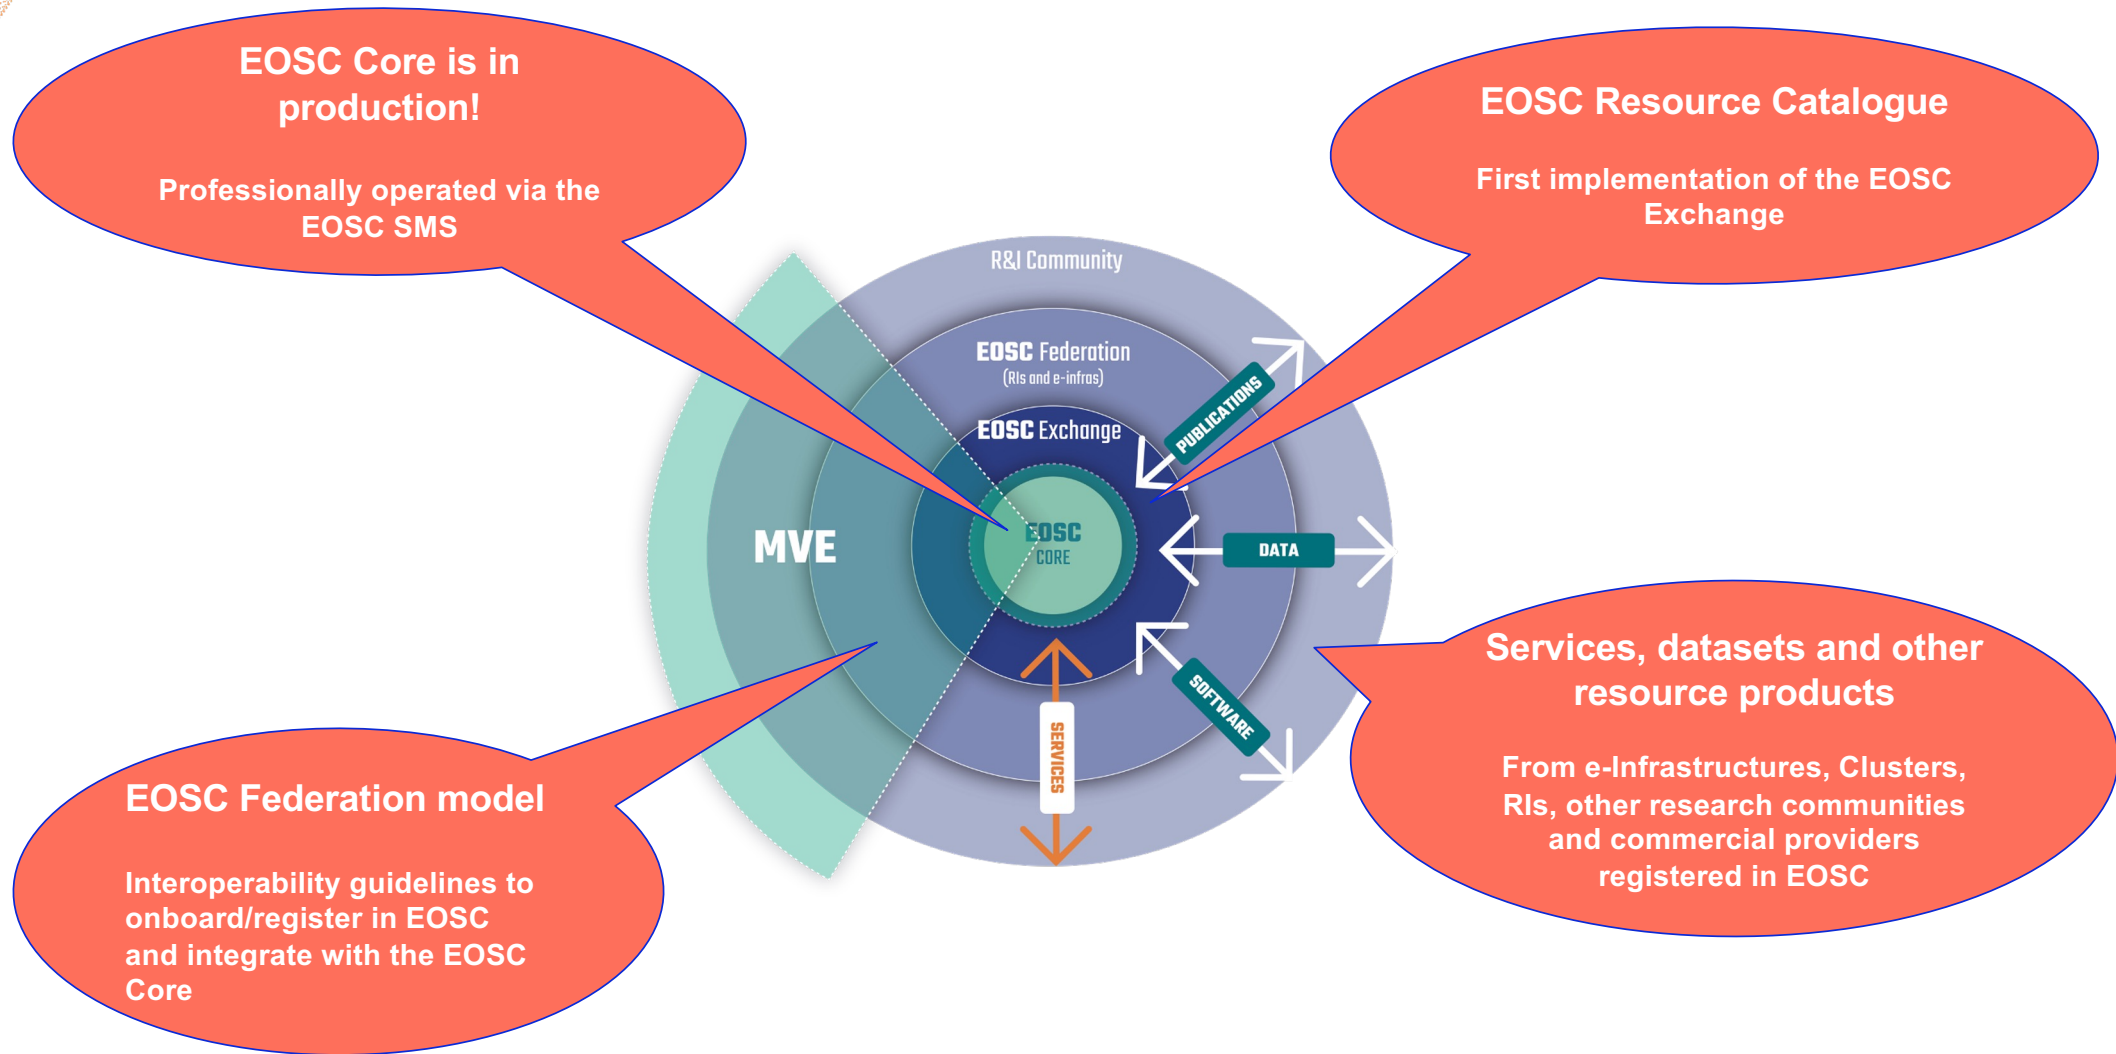 EOSC Core is in
production!
Professionally operated via the
EOSC SMS
EOSC Resource Catalogue
First implementation of the EOSC
Exchange
R&I Community
EOSC Federation
(RIs and e-infras)
EOSC Exchange
EOSC
CORE
MVE
PUBLICATIONS
DATA
SOFTWARE
SERVICES
EOSC Federation model
Interoperability guidelines to
onboard/register in EOSC
and integrate with the EOSC
Core
Services, datasets and other
resource products
From e-Infrastructures, Clusters,
RIs, other research communities
and commercial providers
registered in EOSC